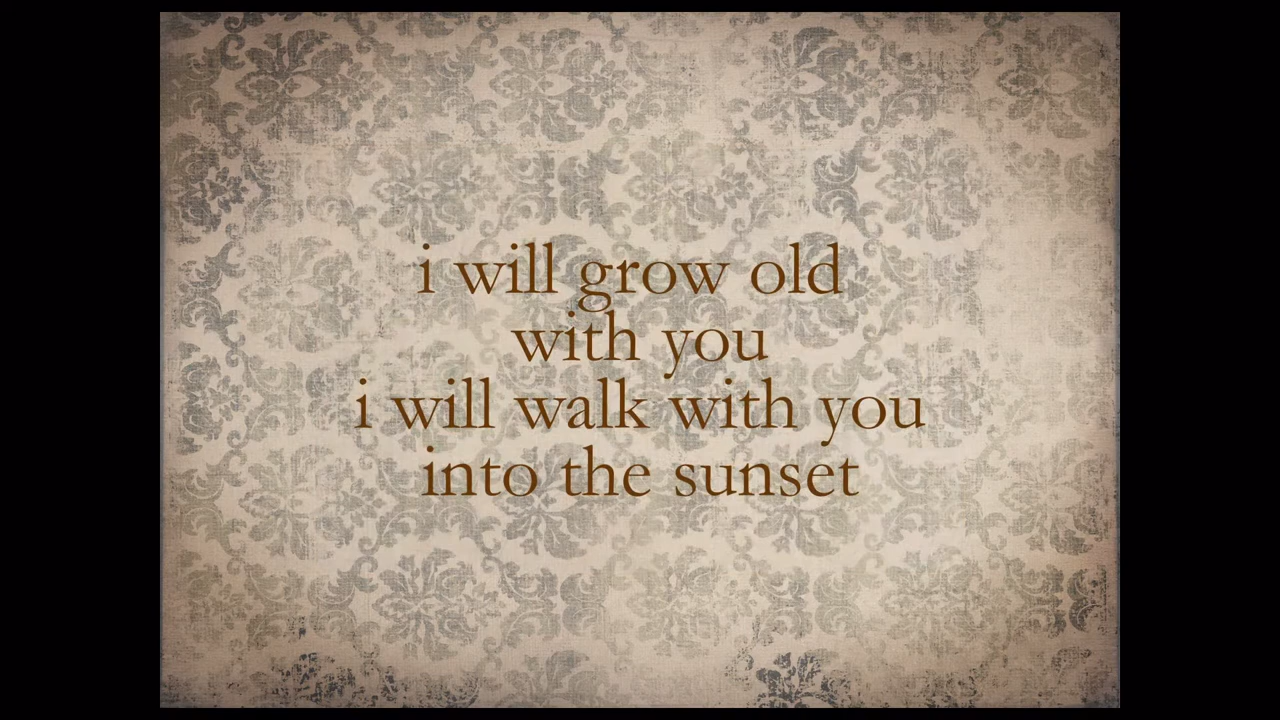 i will grow old
with you
i will walk with you
into the sunset